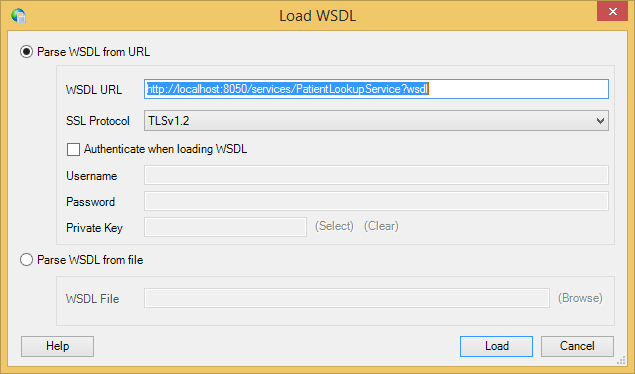 Load WSDL
Parse WSDL from URL
WSDL URL http://localhost:8050/services/PatientLookupService?wsdl
SSL Protocol TLSv1.2
Authenticate when loading WSDL
Username
Password
Private Key (Select) (Clear)
Parse WSDL from file
WSDL File (Browse)
Help Load Cancel